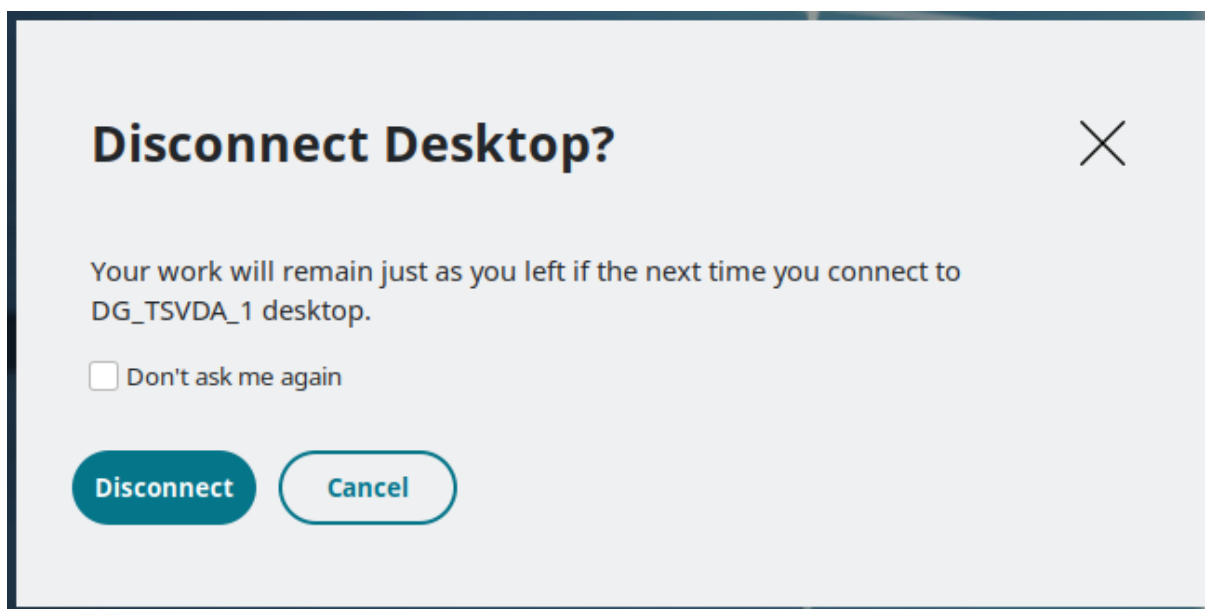 Disconnect Desktop?
Your work will remain just as you left if the next time you connect to
DG_TSVDA_1 desktop.
Don't ask me again
Disconnect Cancel